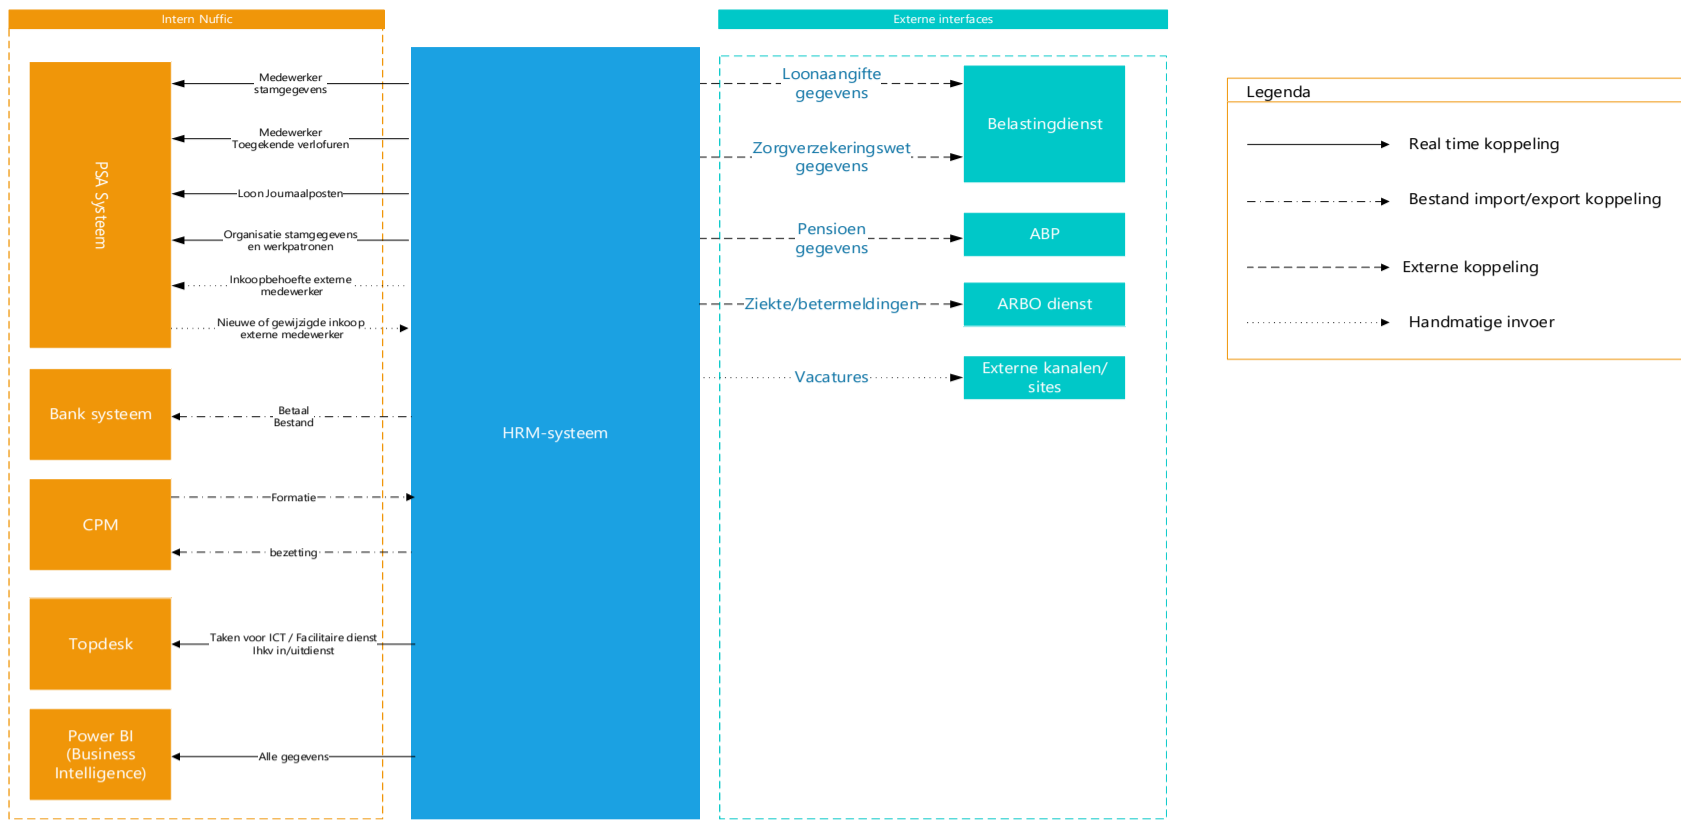 Intern Nuffic
Externe interfaces
PSA Systeem
Medewerker
stamgegevens
Medewerker
Toegekende verlofuren
Loon Journaalposten
Organisatie stamgegevens
en werkpatronen
Inkoopbehoefte externe
medewerker
Nieuwe of gewijzigde inkoop
externe medewerker
Bank systeem
Betaal
Bestand
CPM
Formatie
bezetting
Topdesk
Taken voor ICT / Facilitaire dienst
Ihkv in/uitdienst
Power BI
(Business
Intelligence)
Alle gegevens
HRM-systeem
Loonaangifte
gegevens
Zorgverzekeringswet
gegevens
Belastingdienst
Pensioen
gegevens
ABP
Ziekte/betermeldingen
ARBO dienst
Vacatures
Externe kanalen/
sites
Legenda
Real time koppeling
Bestand import/export koppeling
Externe koppeling
Handmatige invoer